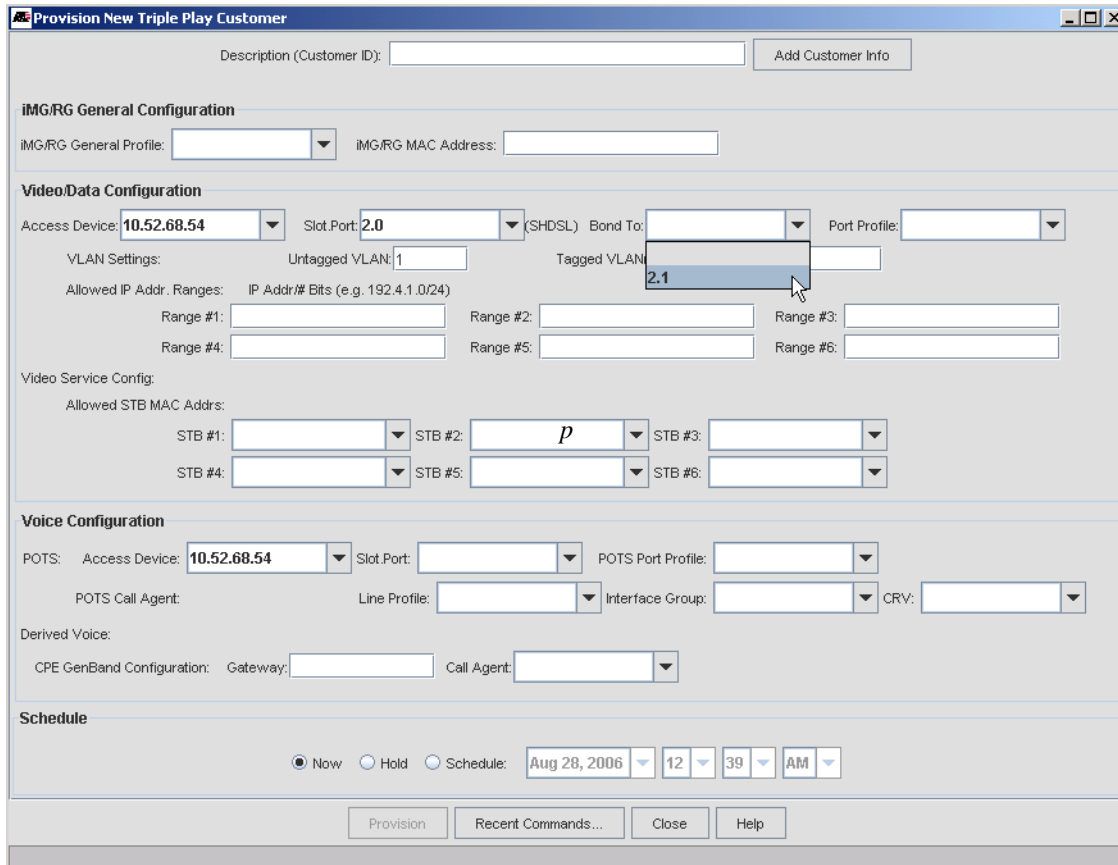 Provision New Triple Play Customer
Description (Customer ID): Add Customer Info
iMG/RG General Configuration
iMG/RG General Profile: iMG/RG MAC Address:
Video/Data Configuration
Access Device: 10.52.68.54 Slot.Port: 2.0 (SHDSL) Bond To: Port Profile:
VLAN Settings: Untagged VLAN: 1 Tagged VLAN
2.1
Allowed IP Addr. Ranges: IP Addr/# Bits (e.g. 192.4.1.0/24)
Range #1: Range #2: Range #3:
Range #4: Range #5: Range #6:
Video Service Config:
Allowed STB MAC Addrs:
STB #1: STB #2: p STB #3:
STB #4: STB #5: STB #6:
Voice Configuration
POTS: Access Device: 10.52.68.54 Slot.Port: POTS Port Profile:
POTS Call Agent: Line Profile: Interface Group: CRV:
Derived Voice:
CPE GenBand Configuration: Gateway: Call Agent:
Schedule
Now Hold Schedule: Aug 28, 2006 12 39 AM
Provision Recent Commands... Close Help